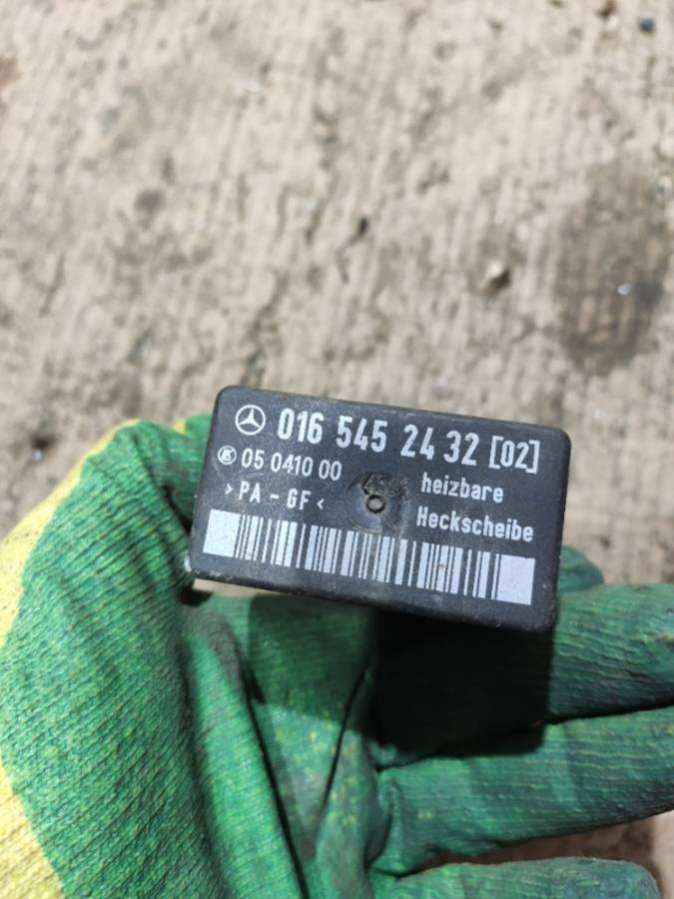 016 545 24 32 [02]
05 0410 00
heizbare
>PA-GF<
Heckscheibe